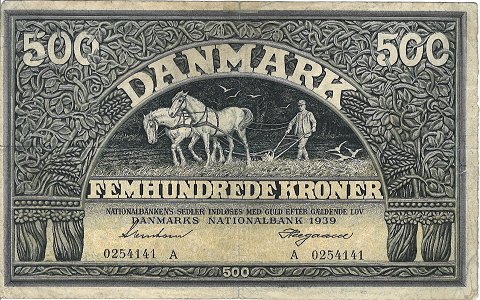 500 500
DANMARK
FEMHUNDREDE KRONER
NATIONALBANKENS SEDLER INDLØSES MED GULD EFTER GÆLDENDE LOV
DANMARKS NATIONALBANK 1939
0254141 A A 0254141
500